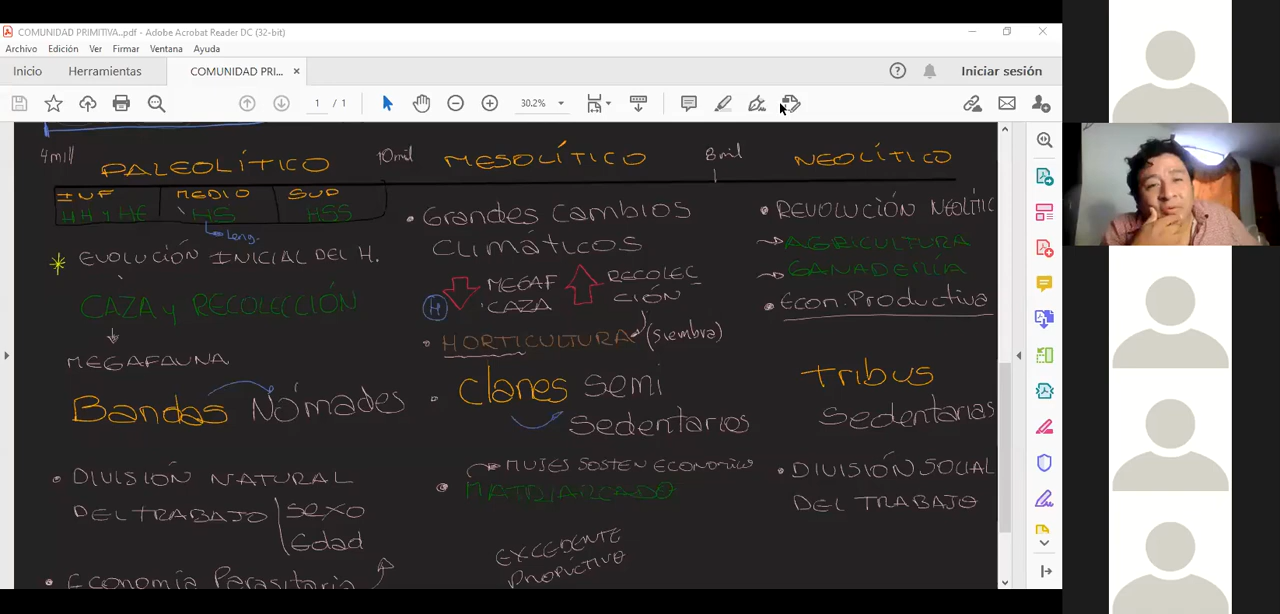 COMUNIDAD PRIMITIVA..pdf - Adobe Acrobat Reader DC (32-bit)
Archivo Edición Ver Firmar Ventana Ayuda
Inicio Herramientas COMUNIDAD PRI... × Iniciar sesión
1 / 1 30.2%
4mill PALEOLÍTICO 10mil MESOLÍTICO 8mil NEOLÍTICO
INF MEDIO SUP
HH Y HE HS HSS
Leng.
* EVOLUCIÓN INICIAL DEL H.
CAZA y RECOLECCIÓN
MEGAFAUNA
Bandas Nómades
• DIVISIÓN NATURAL
DEL TRABAJO SEXO
Edad
• Economía Parasitaria
• Grandes Cambios
Climáticos
H MEGAF RECOLEC
CAZA CIÓN
• HORTICULTURA (Siembra)
• Clanes Semi
Sedentarios
MUJES SOSTEN ECONOMICO
• MATRIARCADO
EXCEDENTE
PRODUCTIVO
• REVOLUCIÓN NEOLÍTIC
AGRICULTURA
GANADERÍA
• Econ. Productiva
Tribus
Sedentarias
• DIVISIÓN SOCIAL
DEL TRABAJO